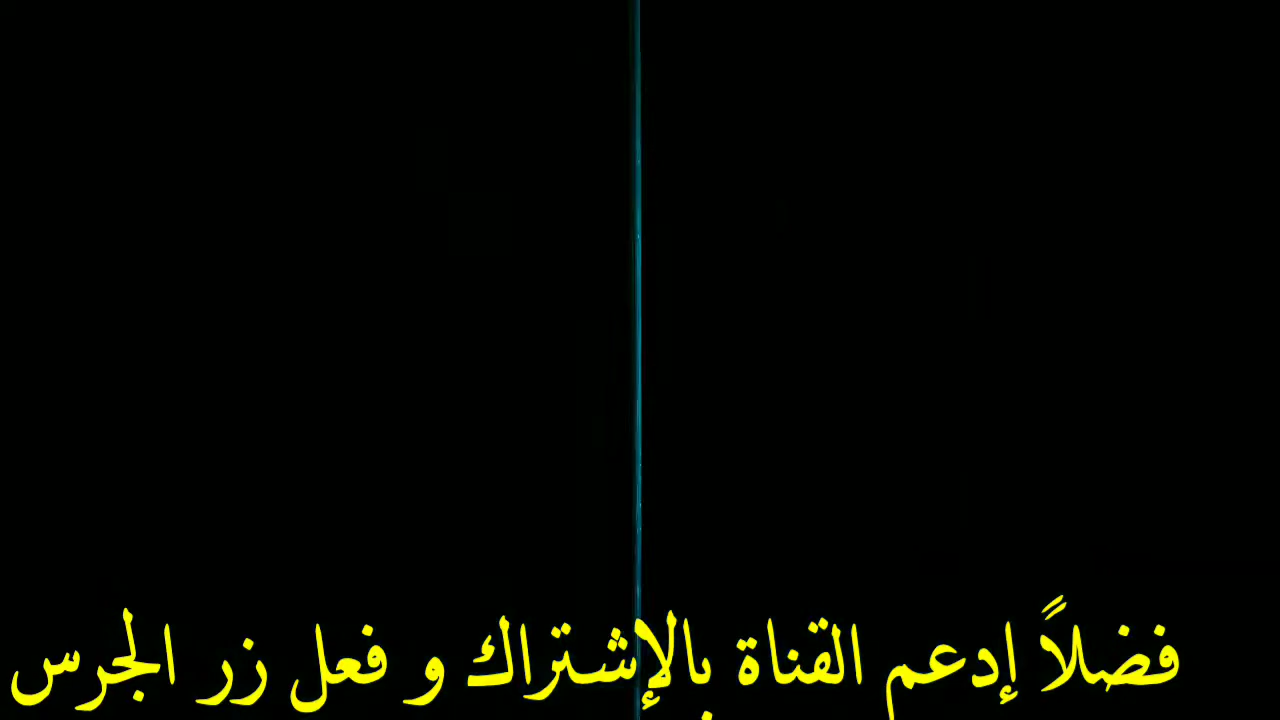 فضلاً إدعم القناة بالإشتراك و فعل زر الجرس